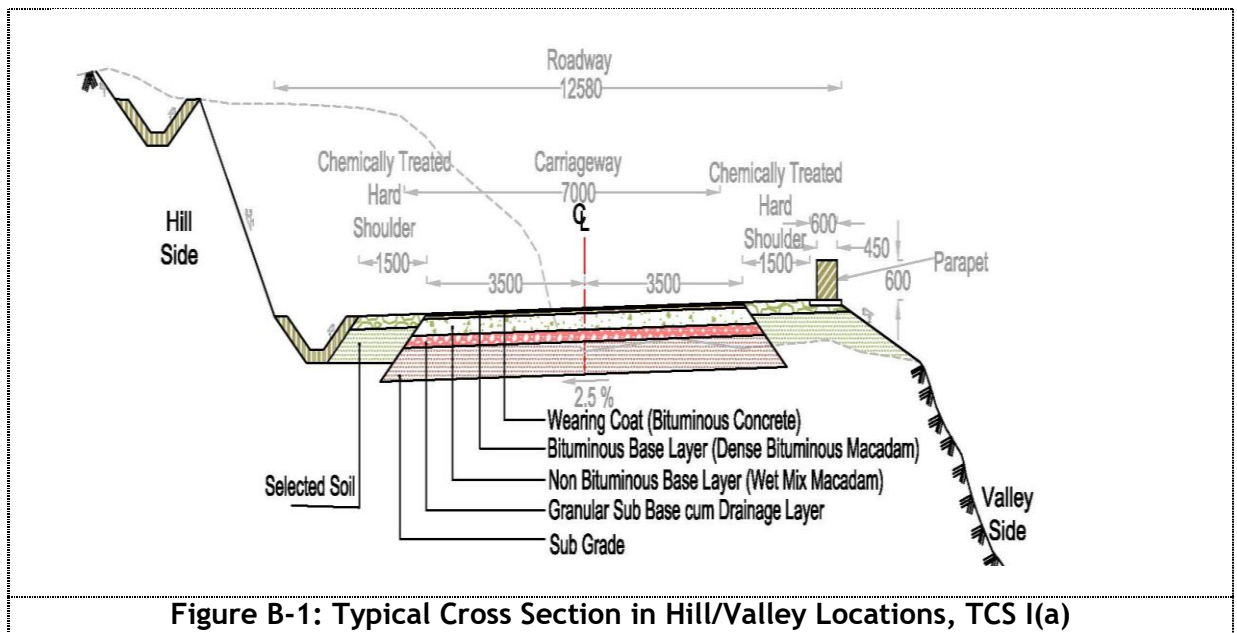 Roadway
12580
Chemically Treated
Hard
Shoulder
Carriageway
7000
Chemically Treated
Hard
Shoulder
CL
600
450
Parapet
600
Hill
Side
1500
3500
3500
1500
2.5 %
Wearing Coat (Bituminous Concrete)
Bituminous Base Layer (Dense Bituminous Macadam)
Non Bituminous Base Layer (Wet Mix Macadam)
Granular Sub Base cum Drainage Layer
Sub Grade
Selected Soil
Valley
Side
Figure B-1: Typical Cross Section in Hill/Valley Locations, TCS I(a)